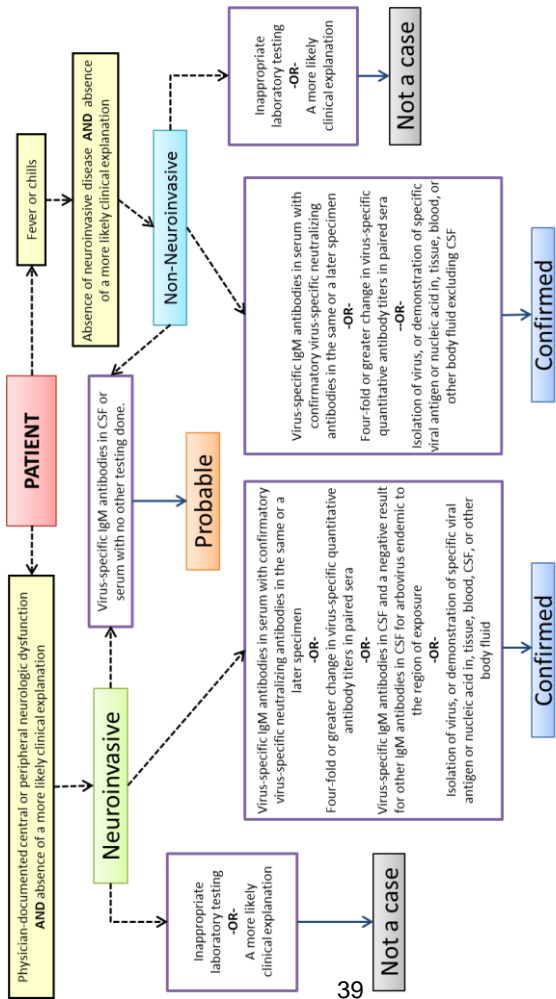 PATIENT
Physician-documented central or peripheral neurologic dysfunction
AND absence of a more likely clinical explanation
Fever or chills
Absence of neuroinvasive disease AND absence
of a more likely clinical explanation
Neuroinvasive
Virus-specific IgM antibodies in CSF or
serum with no other testing done.
Non-Neuroinvasive
Probable
Inappropriate
laboratory testing
-OR-
A more likely
clinical explanation
Not a case
Virus-specific IgM antibodies in serum with confirmatory
virus-specific neutralizing antibodies in the same or a
later specimen
-OR-
Four-fold or greater change in virus-specific quantitative
antibody titers in paired sera
-OR-
Virus-specific IgM antibodies in CSF and a negative result
for other IgM antibodies in CSF for arbovirus endemic to
the region of exposure
-OR-
Isolation of virus, or demonstration of specific viral
antigen or nucleic acid in, tissue, blood, CSF, or other
body fluid
Confirmed
Virus-specific IgM antibodies in serum with
confirmatory virus-specific neutralizing
antibodies in the same or a later specimen
-OR-
Four-fold or greater change in virus-specific
quantitative antibody titers in paired sera
--OR-
Isolation of virus, or demonstration of specific
viral antigen or nucleic acid in, tissue, blood, or
other body fluid excluding CSF
Confirmed
Inappropriate
laboratory testing
-OR-
A more likely
clinical explanation
Not a case
39